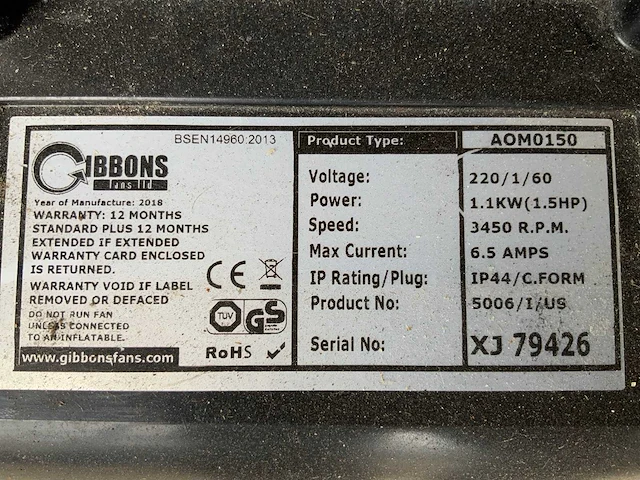 BSEN14960:2013
GIBBONS
fans ltd
Year of Manufacture: 2018
WARRANTY: 12 MONTHS
STANDARD PLUS 12 MONTHS
EXTENDED IF EXTENDED
WARRANTY CARD ENCLOSED
IS RETURNED.
WARRANTY VOID IF LABEL
REMOVED OR DEFACED
DO NOT RUN FAN
UNLESS CONNECTED
TO AN INFLATABLE.
www.gibbonsfans.com
CE
TUV GS
RoHS
Product Type: AOM0150
Voltage: 220/1/60
Power: 1.1KW(1.5HP)
Speed: 3450 R.P.M.
Max Current: 6.5 AMPS
IP Rating/Plug: IP44/C.FORM
Product No: 5006/I/US
Serial No: XJ 79426